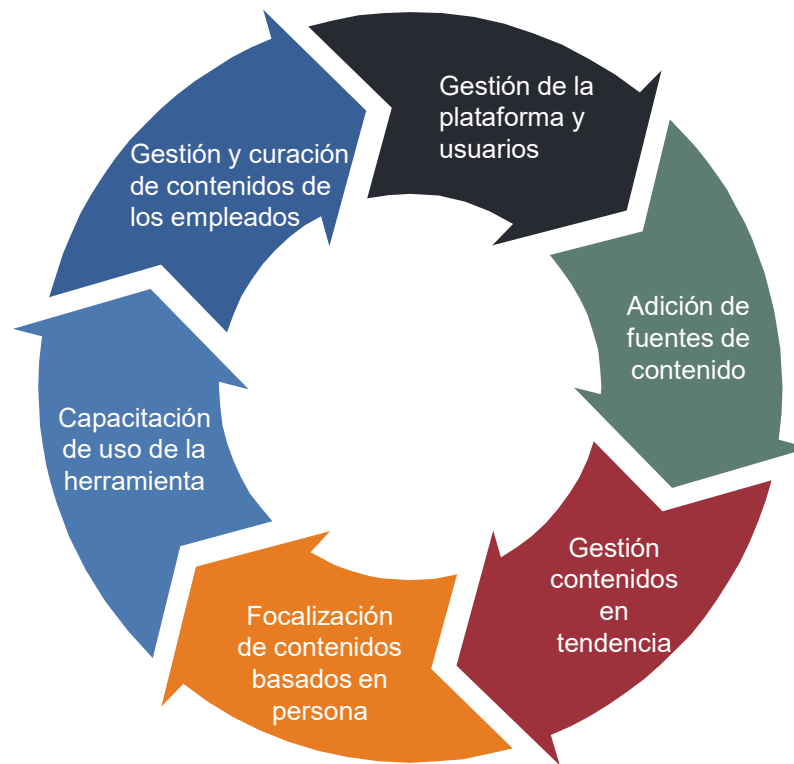 Gestión de la
plataforma y
usuarios
Adición de
fuentes de
contenido
Gestión
contenidos
en
tendencia
Focalización
de contenidos
basados en
persona
Capacitación
de uso de la
herramienta
Gestión y curación
de contenidos de
los empleados